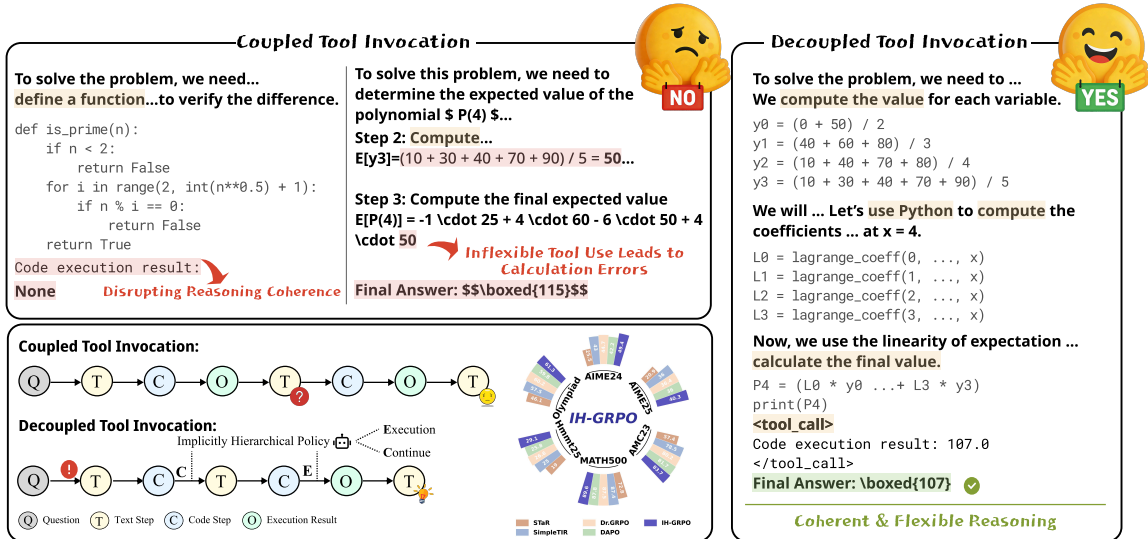 Coupled Tool Invocation
To solve the problem, we need...
define a function...to verify the difference.
def is_prime(n):
if n < 2:
return False
for i in range(2, int(n**0.5) + 1):
if n % i == 0:
return False
return True
Code execution result:
None
Disrupting Reasoning Coherence
To solve this problem, we need to
determine the expected value of the
polynomial $ P(4) $...
Step 2: Compute...
E[y3]=(10 + 30 + 40 + 70 + 90) / 5 = 50...
Step 3: Compute the final expected value
E[P(4)] = -1 \cdot 25 + 4 \cdot 60 - 6 \cdot 50 + 4
\cdot 50
Inflexible Tool Use Leads to
Calculation Errors
Final Answer: $$\boxed{115}$$
NO
Decoupled Tool Invocation
YES
To solve the problem, we need to ...
We compute the value for each variable.
y0 = (0 + 50) / 2
y1 = (40 + 60 + 80) / 3
y2 = (10 + 40 + 70 + 80) / 4
y3 = (10 + 30 + 40 + 70 + 90) / 5
We will ... Let's use Python to compute the
coefficients ... at x = 4.
L0 = lagrange_coeff(0, ..., x)
L1 = lagrange_coeff(1, ..., x)
L2 = lagrange_coeff(2, ..., x)
L3 = lagrange_coeff(3, ..., x)
Now, we use the linearity of expectation ...
calculate the final value.
P4 = (L0 * y0 ...+ L3 * y3)
print(P4)
<tool_call>
Code execution result: 107.0
</tool_call>
Final Answer: \boxed{107}
Coherent & Flexible Reasoning
Coupled Tool Invocation:
Q T C O T C O T
?
Decoupled Tool Invocation:
Implicitly Hierarchical Policy
Execution
Continue
!
Q T C C T C E O T
Q Question T Text Step C Code Step O Execution Result
AIME24
AIME25
AMC23
MATH500
Hmmt25
Olympiad
IH-GRPO
STaR
Dr.GRPO
IH-GRPO
SimpleTIR
DAPO